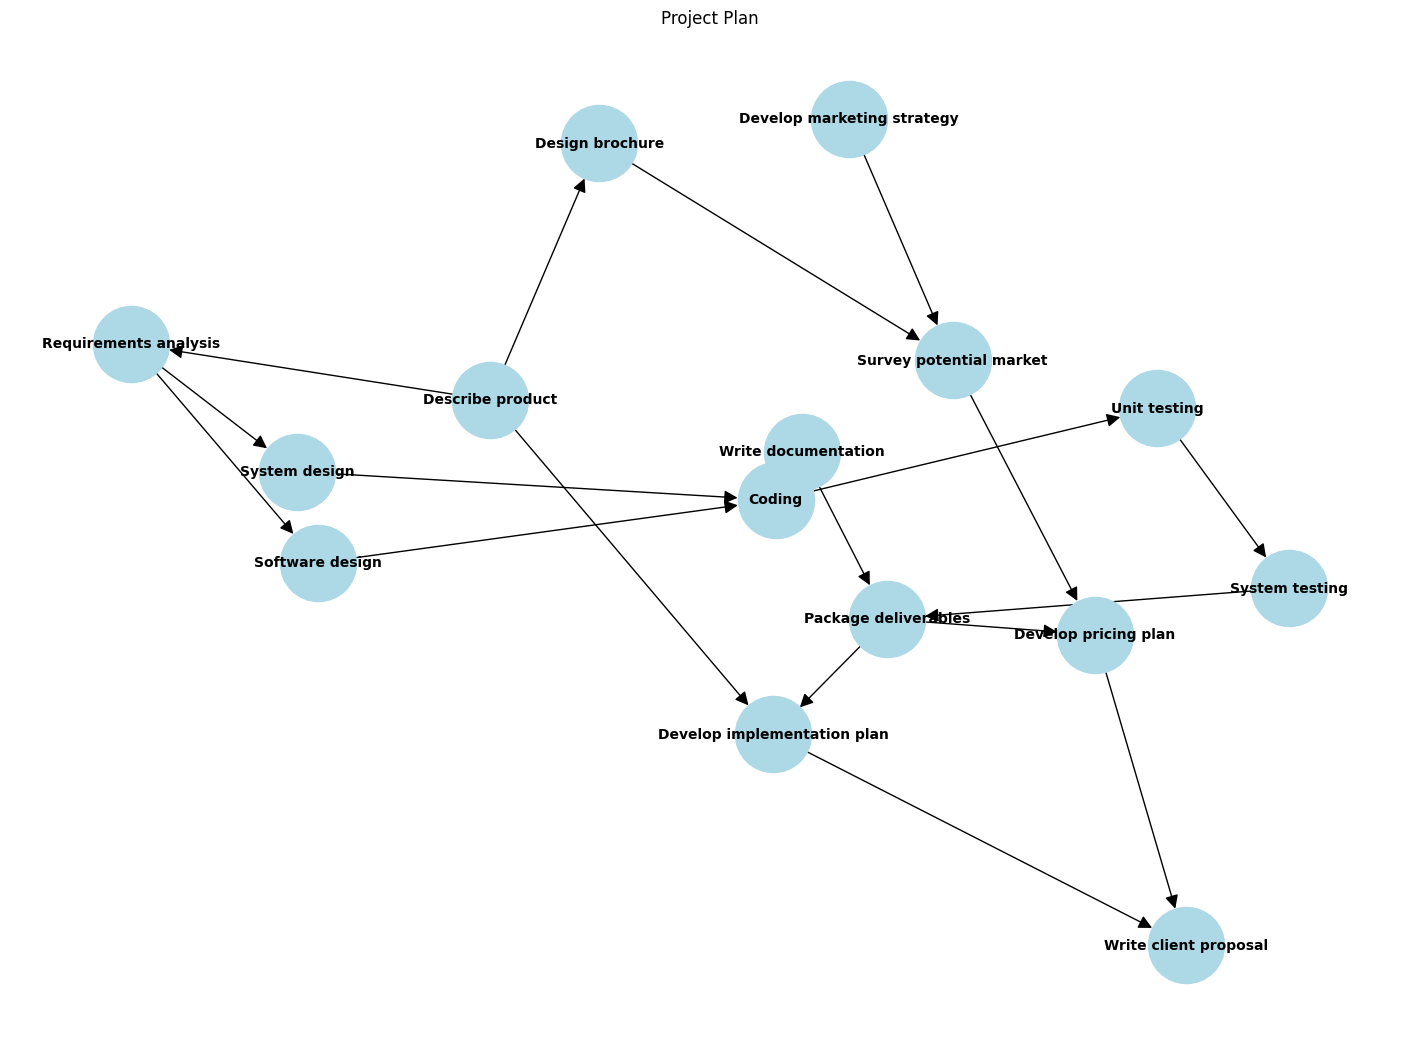 Project Plan
Develop marketing strategy
Design brochure
Requirements analysis
Survey potential market
Describe product
Unit testing
Write documentation
System design
Coding
Software design
System testing
Package deliverables
Develop pricing plan
Develop implementation plan
Write client proposal